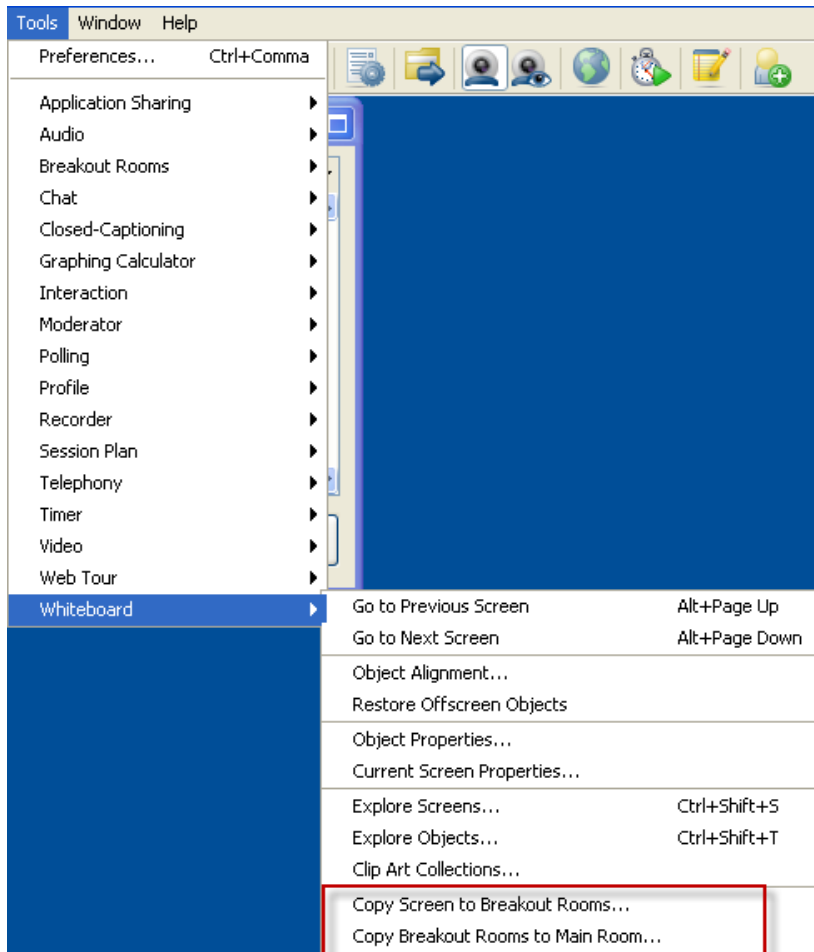 Tools Window Help
Preferences... Ctrl+Comma
Application Sharing
Audio
Breakout Rooms
Chat
Closed-Captioning
Graphing Calculator
Interaction
Moderator
Polling
Profile
Recorder
Session Plan
Telephony
Timer
Video
Web Tour
Whiteboard
Go to Previous Screen Alt+Page Up
Go to Next Screen Alt+Page Down
Object Alignment...
Restore Offscreen Objects
Object Properties...
Current Screen Properties...
Explore Screens... Ctrl+Shift+S
Explore Objects... Ctrl+Shift+T
Clip Art Collections...
Copy Screen to Breakout Rooms...
Copy Breakout Rooms to Main Room...